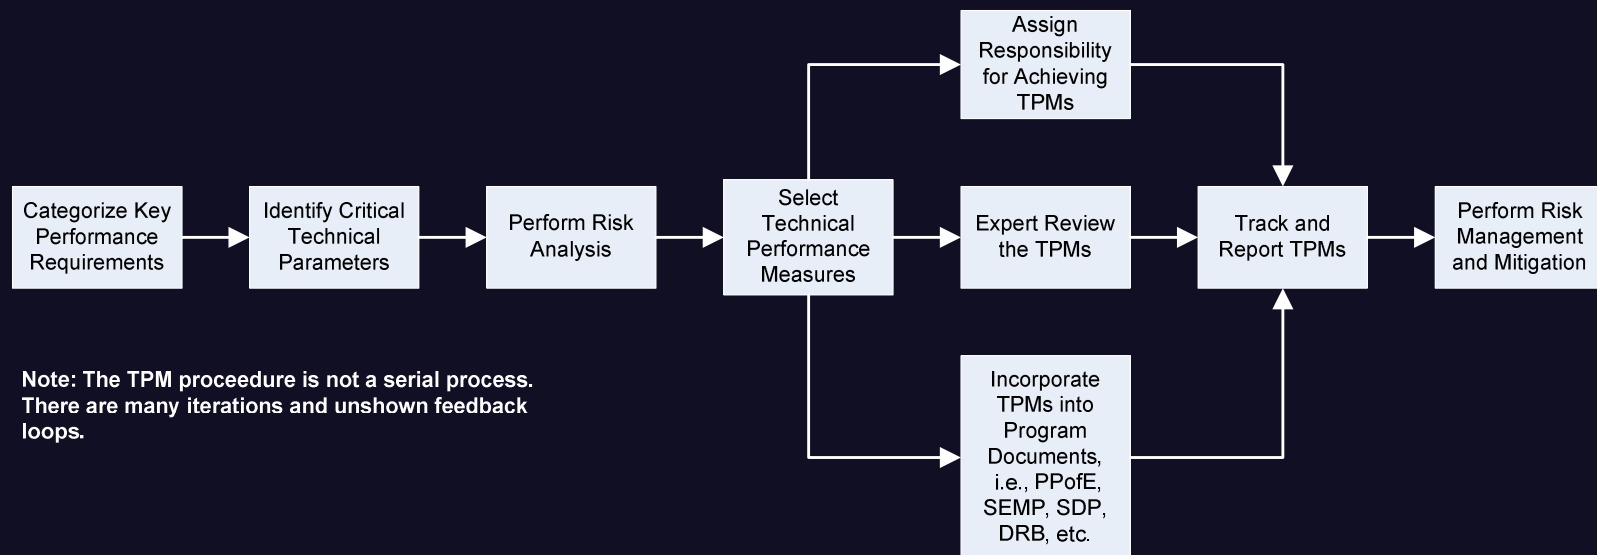 Categorize Key
Performance
Requirements
Identify Critical
Technical
Parameters
Perform Risk
Analysis
Select
Technical
Performance
Measures
Assign
Responsibility
for Achieving
TPMs
Expert Review
the TPMs
Incorporate
TPMs into
Program
Documents,
i.e., PPofE,
SEMP, SDP,
DRB, etc.
Track and
Report TPMs
Perform Risk
Management
and Mitigation
Note: The TPM proceedure is not a serial process.
There are many iterations and unshown feedback
loops.